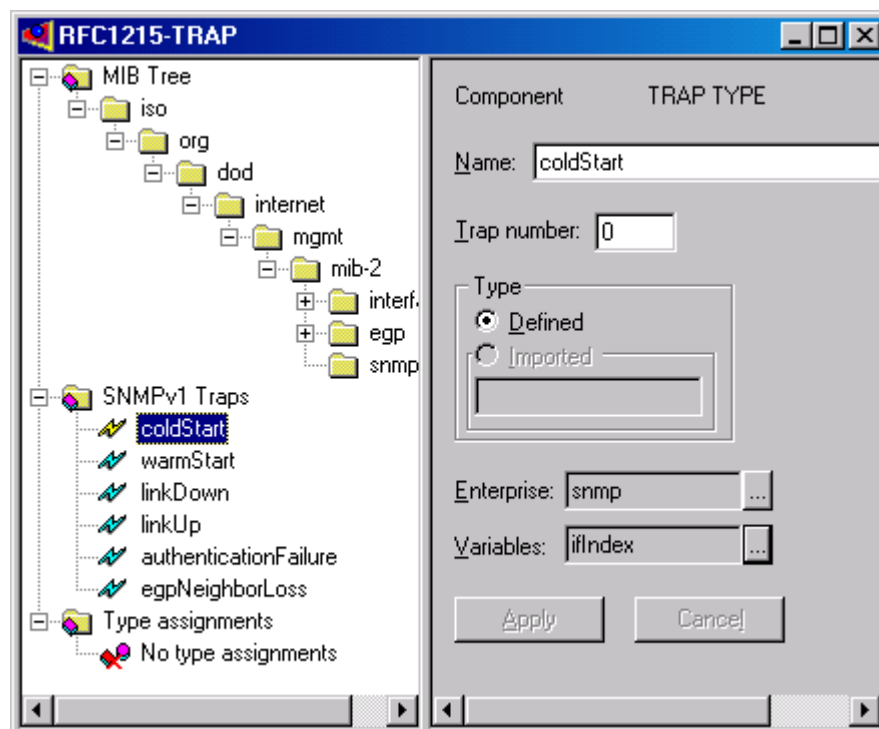 RFC1215-TRAP
MIB Tree
iso
org
dod
internet
mgmt
mib-2
interf
egp
snmp
SNMPv1 Traps
coldStart
warmStart
linkDown
linkUp
authenticationFailure
egpNeighborLoss
Type assignments
No type assignments
Component TRAP TYPE
Name: coldStart
Trap number: 0
Type
Defined
Imported
Enterprise: snmp ...
Variables: ifIndex ...
Apply Cancel